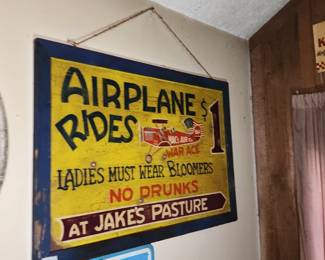 AIRPLANE $1
RIDES
WAR ACE
LADIES MUST WEAR BLOOMERS
NO DRUNKS
AT JAKE'S PASTURE